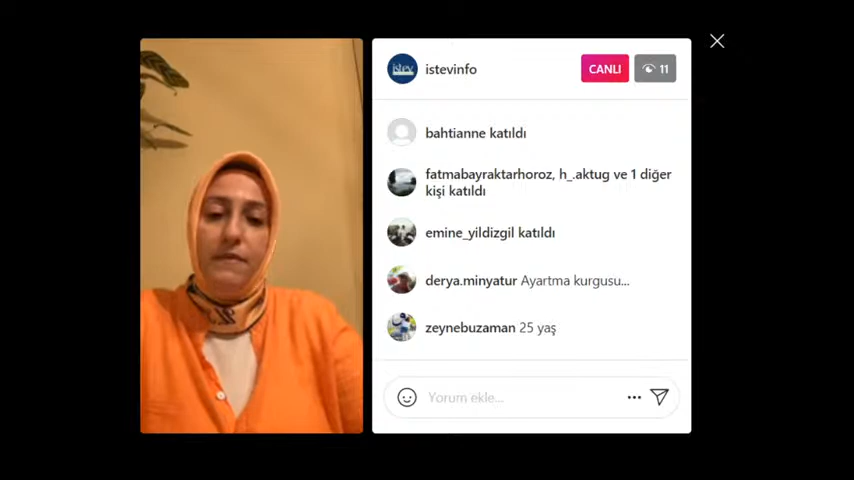 istev
istevinfo
CANLI
11
bahtianne katıldı
fatmabayraktarhoroz, h_.aktug ve 1 diğer
kişi katıldı
emine_yildizgil katıldı
derya.minyatur Ayartma kurgusu...
zeynebuzaman 25 yaş
Yorum ekle...